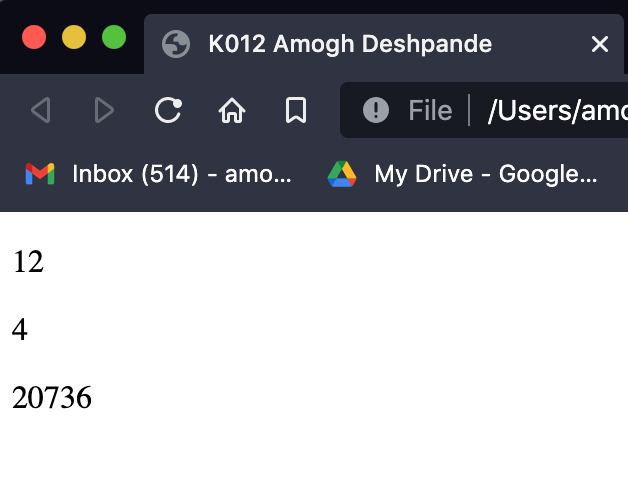 K012 Amogh Deshpande
File /Users/amo
Inbox (514) - amo...
My Drive - Google...
12
4
20736